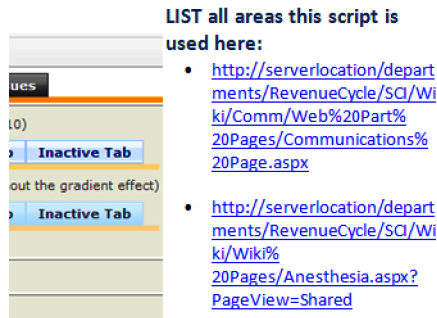 LIST all areas this script is
used here:
ues
10)
Inactive Tab
out the gradient effect)
Inactive Tab
• http://serverlocation/depart
ments/RevenueCycle/SCI/Wi
ki/Comm/Web%20Part%
20Pages/Communications%
20Page.aspx
• http://serverlocation/depart
ments/RevenueCycle/SCI/Wi
ki/Wiki%
20Pages/Anesthesia.aspx?
PageView=Shared